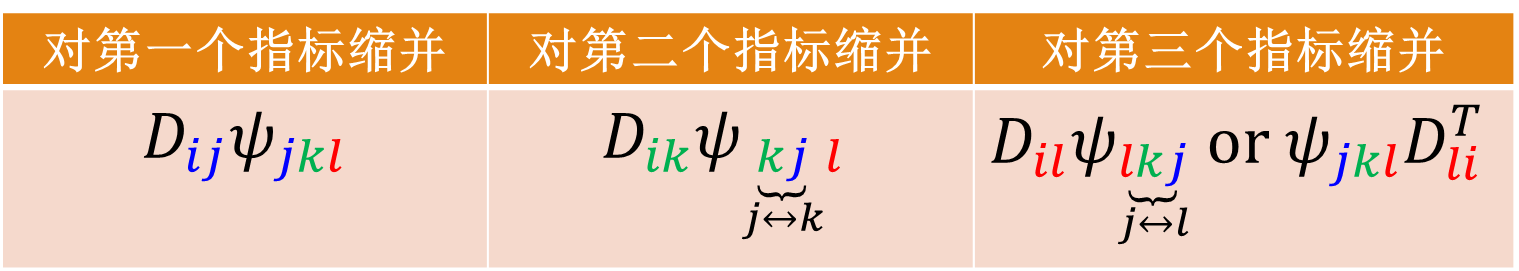 对第一个指标缩并 对第二个指标缩并 对第三个指标缩并
D_{ij}ψ_{jkl} D_{ik}ψ_{kj l} D_{il}ψ_{lkj} or ψ_{jkl}D^T_{li}
j↔k j↔l